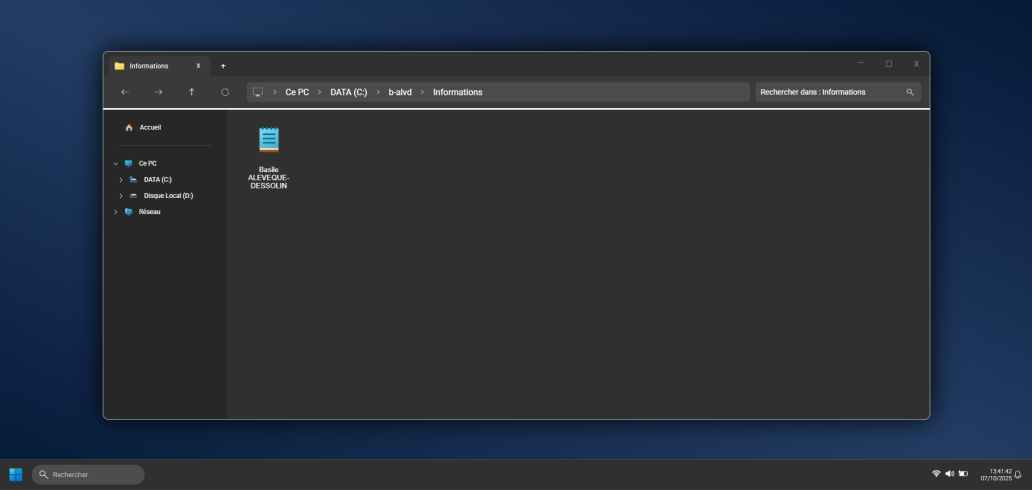 Informations X +
Ce PC > DATA (C:) > b-alvd > Informations
Rechercher dans : Informations
Accueil
Ce PC
DATA (C:)
Disque Local (D:)
Réseau
Basile
ALEVEQUE-
DESSOLIN
Rechercher
13:41:42
07/10/2025